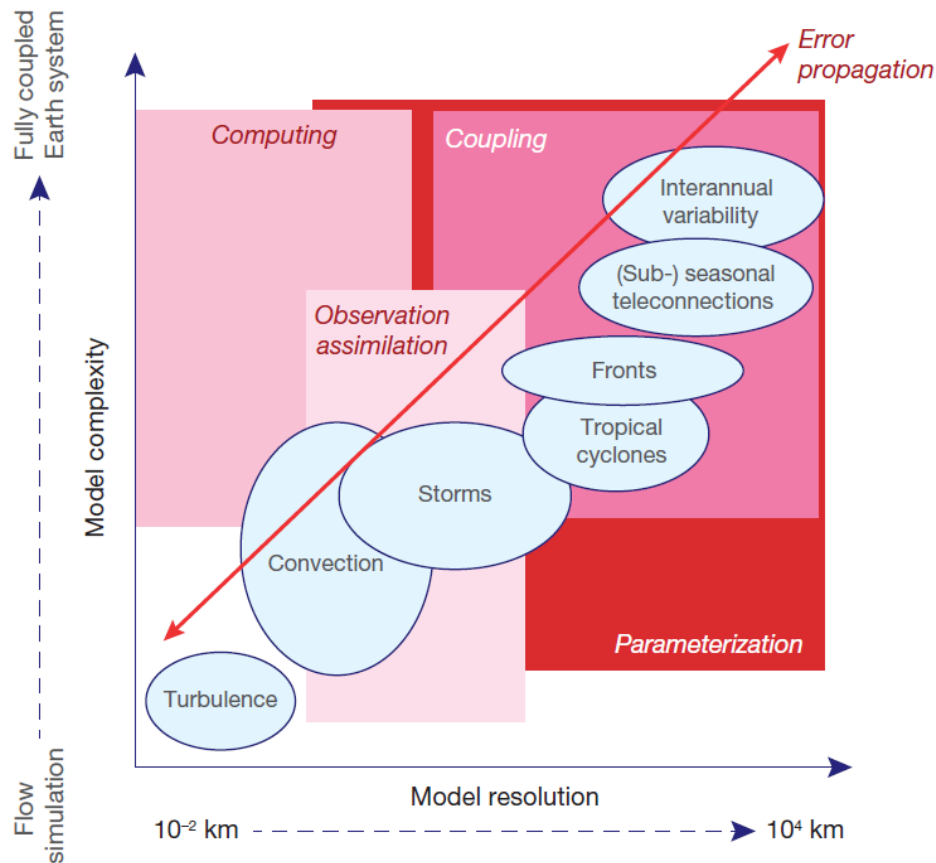 Error
propagation
Computing
Coupling
Interannual
variability
(Sub-) seasonal
teleconnections
Observation
assimilation
Fronts
Tropical
cyclones
Storms
Convection
Parameterization
Turbulence
Fully coupled
Earth system
Model complexity
Flow
simulation
Model resolution
10⁻² km
10⁴ km